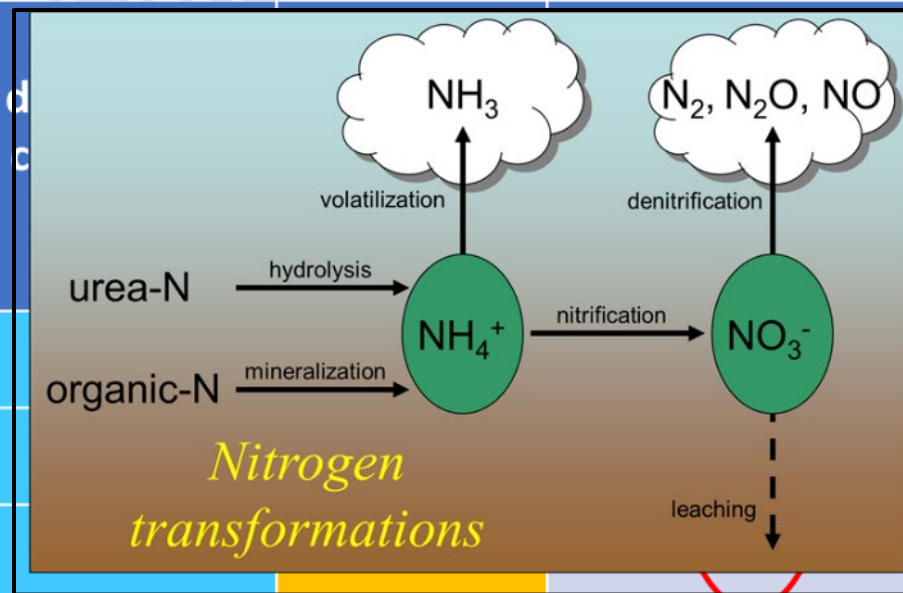 NH₃
N₂, N₂O, NO
volatilization
denitrification
urea-N
hydrolysis
NH₄⁺
nitrification
NO₃⁻
organic-N
mineralization
Nitrogen
transformations
leaching